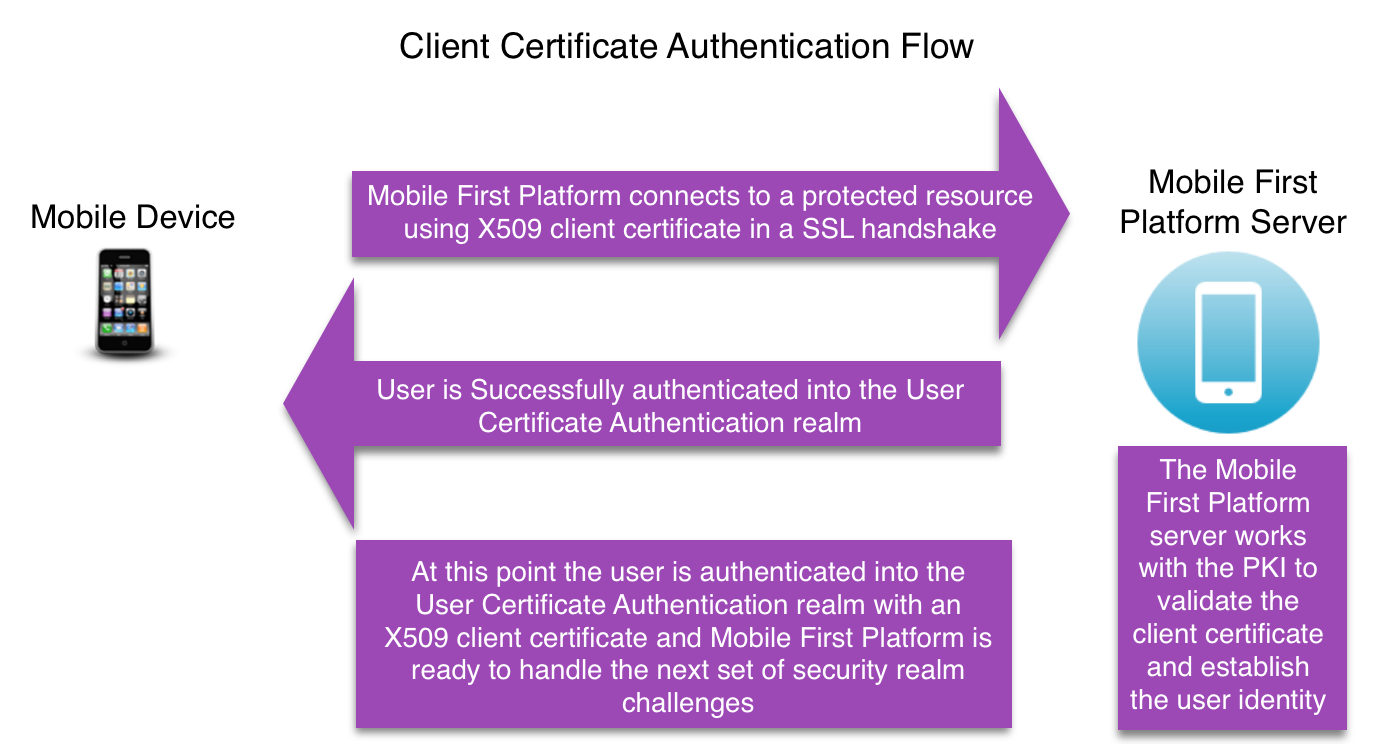 Client Certificate Authentication Flow
Mobile Device
Mobile First Platform connects to a protected resource
using X509 client certificate in a SSL handshake
Mobile First
Platform Server
User is Successfully authenticated into the User
Certificate Authentication realm
At this point the user is authenticated into the
User Certificate Authentication realm with an
X509 client certificate and Mobile First Platform is
ready to handle the next set of security realm
challenges
The Mobile
First Platform
server works
with the PKI to
validate the
client certificate
and establish
the user identity